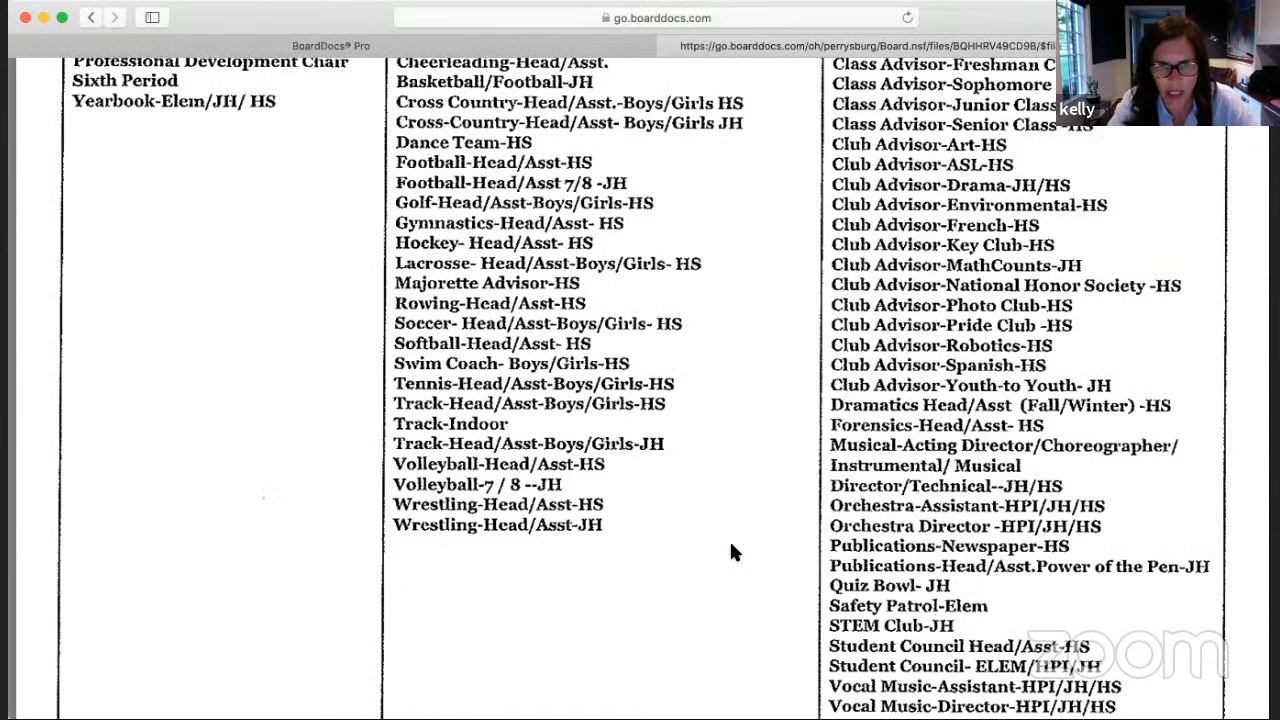 go.boarddocs.com
BoardDocs® Pro
https://go.boarddocs.com/oh/perrysburg/Board.nsf/files/BQHHRV49CD9B/$fil
kelly
Professional Development Chair
Sixth Period
Yearbook-Elem/JH/ HS
Cheerleading-Head/Asst.
Basketball/Football-JH
Cross Country-Head/Asst.-Boys/Girls HS
Cross-Country-Head/Asst- Boys/Girls JH
Dance Team-HS
Football-Head/Asst-HS
Football-Head/Asst 7/8 -JH
Golf-Head/Asst-Boys/Girls-HS
Gymnastics-Head/Asst- HS
Hockey- Head/Asst- HS
Lacrosse- Head/Asst-Boys/Girls- HS
Majorette Advisor-HS
Rowing-Head/Asst-HS
Soccer- Head/Asst-Boys/Girls- HS
Softball-Head/Asst- HS
Swim Coach- Boys/Girls-HS
Tennis-Head/Asst-Boys/Girls-HS
Track-Head/Asst-Boys/Girls-HS
Track-Indoor
Track-Head/Asst-Boys/Girls-JH
Volleyball-Head/Asst-HS
Volleyball-7 / 8 --JH
Wrestling-Head/Asst-HS
Wrestling-Head/Asst-JH
Class Advisor-Freshman C
Class Advisor-Sophomore
Class Advisor-Junior Class
Class Advisor-Senior Class -HS
Club Advisor-Art-HS
Club Advisor-ASL-HS
Club Advisor-Drama-JH/HS
Club Advisor-Environmental-HS
Club Advisor-French-HS
Club Advisor-Key Club-HS
Club Advisor-MathCounts-JH
Club Advisor-National Honor Society -HS
Club Advisor-Photo Club-HS
Club Advisor-Pride Club -HS
Club Advisor-Robotics-HS
Club Advisor-Spanish-HS
Club Advisor-Youth-to Youth- JH
Dramatics Head/Asst (Fall/Winter) -HS
Forensics-Head/Asst- HS
Musical-Acting Director/Choreographer/
Instrumental/ Musical
Director/Technical--JH/HS
Orchestra-Assistant-HPI/JH/HS
Orchestra Director -HPI/JH/HS
Publications-Newspaper-HS
Publications-Head/Asst.Power of the Pen-JH
Quiz Bowl- JH
Safety Patrol-Elem
STEM Club-JH
Student Council Head/Asst-HS
Student Council- ELEM/HPI/JH
Vocal Music-Assistant-HPI/JH/HS
Vocal Music-Director-HPI/JH/HS
zoom